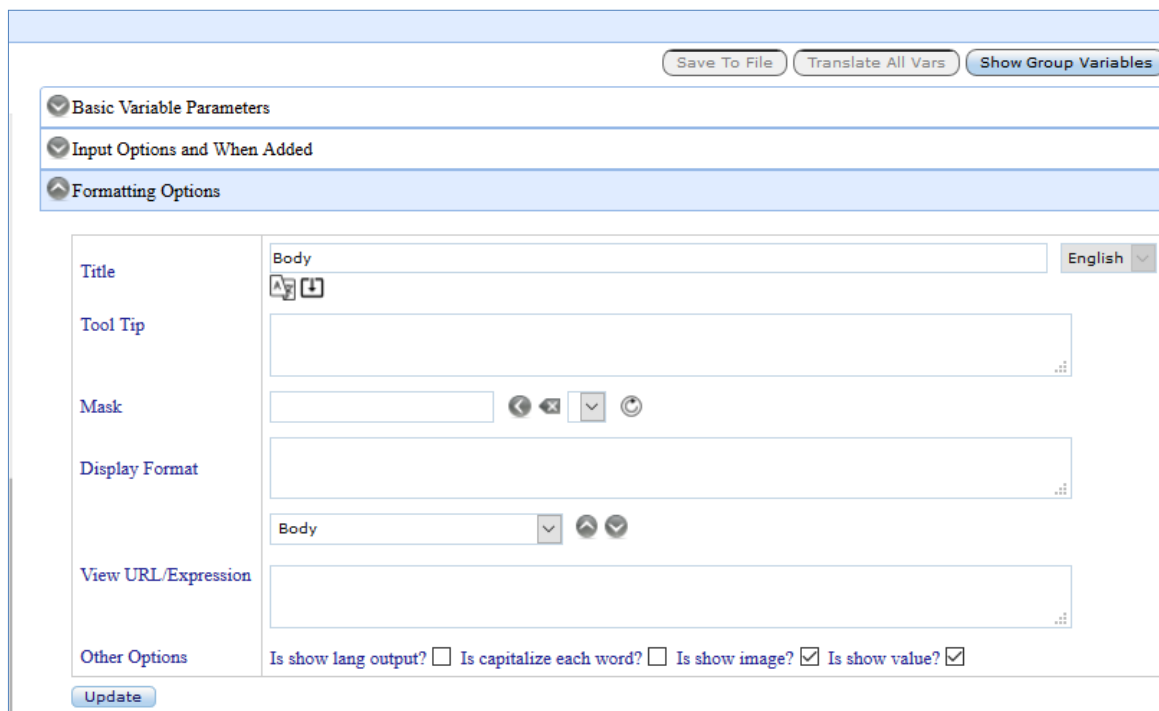 Save To File Translate All Vars Show Group Variables
Basic Variable Parameters
Input Options and When Added
Formatting Options
Title Body English
Tool Tip
Mask
Display Format
Body
View URL/Expression
Other Options Is show lang output? Is capitalize each word? Is show image? Is show value?
Update